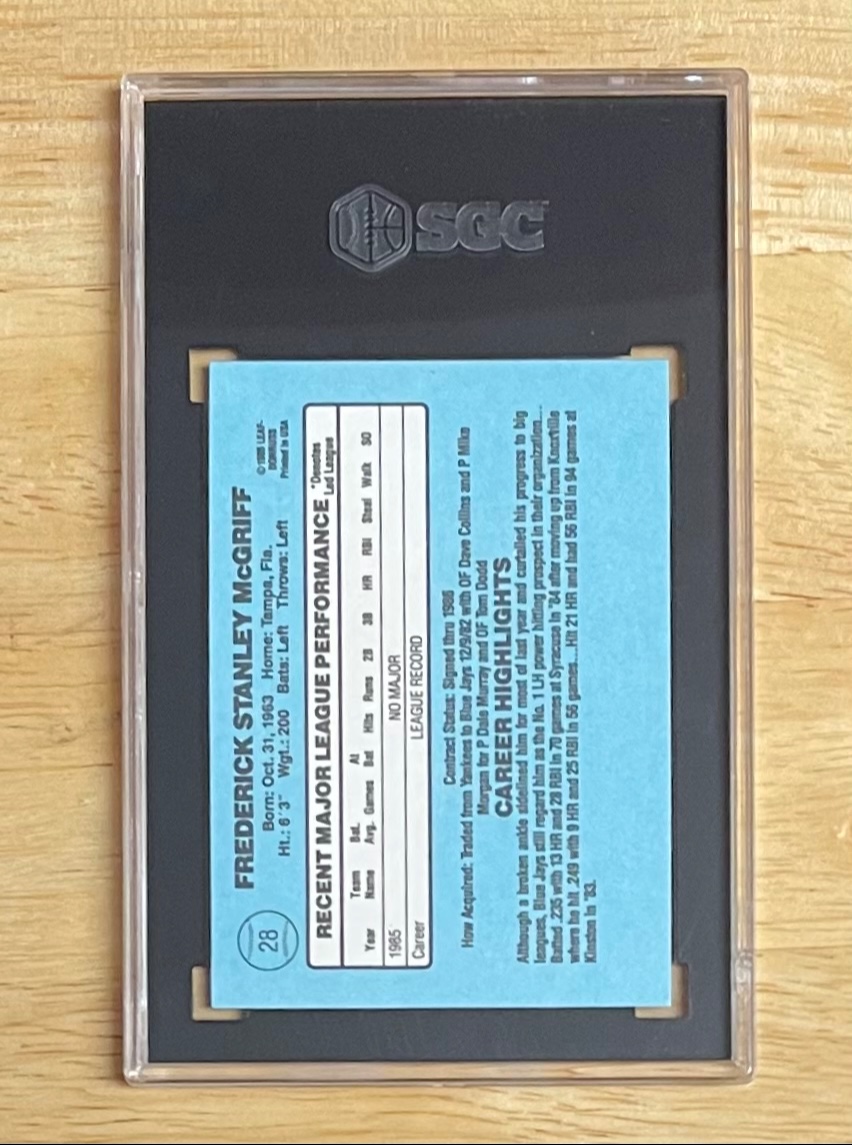 SGC
28
FREDERICK STANLEY McGRIFF
Born: Oct. 31, 1963 Home: Tampa, Fla.
Ht.: 6'3" Wgt.: 200 Bats: Left Throws: Left
© 1985 LEAF-
DONRUSS
Printed in USA
RECENT MAJOR LEAGUE PERFORMANCE
*Denotes
Led League
Year Team Name Bat. Avg. Games At Bat Hits Runs 2B 3B HR RBI Steal Walk SO
1985 NO MAJOR
Career LEAGUE RECORD
Contract Status: Signed thru 1986
How Acquired: Traded from Yankees to Blue Jays 12/9/82 with OF Dave Collins and P Mike
Morgan for P Dale Murray and OF Tom Dodd
CAREER HIGHLIGHTS
Although a broken ankle sidelined him for most of last year and curtailed his progress to big
leagues, Blue Jays still regard him as the No. 1 LH power hitting prospect in their organization...
Batted .235 with 13 HR and 28 RBI in 70 games at Syracuse in '84 after moving up from Knoxville
where he hit .249 with 9 HR and 25 RBI in 56 games...Hit 21 HR and had 56 RBI in 94 games at
Kinston in '83.